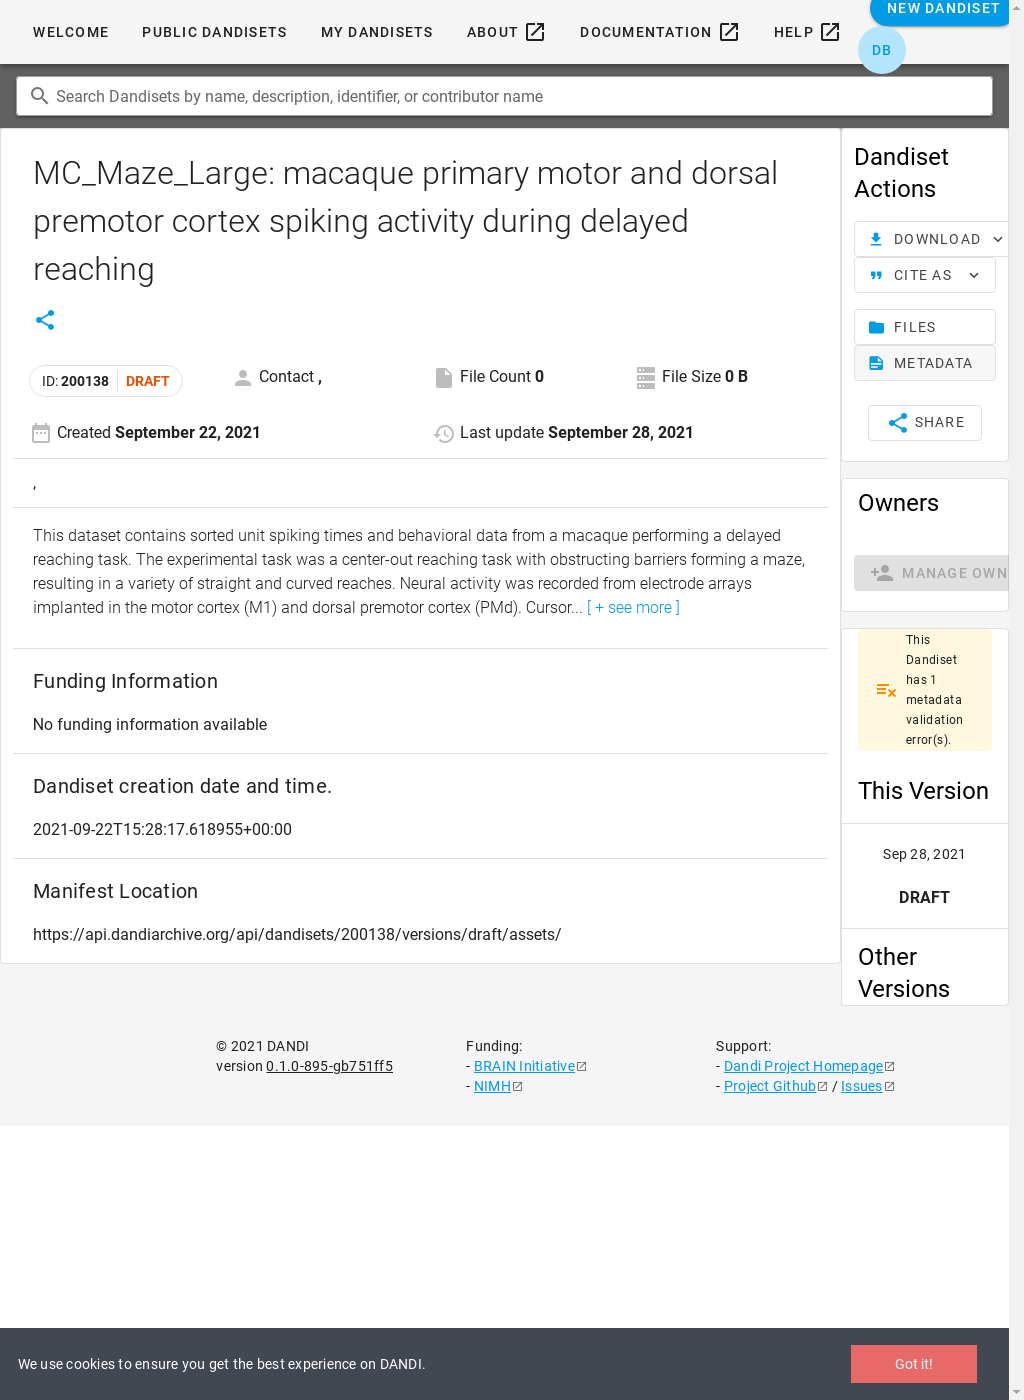 NEW DANDISET
WELCOME PUBLIC DANDISETS MY DANDISETS ABOUT DOCUMENTATION HELP
DB
Search Dandisets by name, description, identifier, or contributor name
MC_Maze_Large: macaque primary motor and dorsal
premotor cortex spiking activity during delayed
reaching
ID: 200138 DRAFT
Contact ,
File Count 0
File Size 0 B
Created September 22, 2021
Last update September 28, 2021
,
This dataset contains sorted unit spiking times and behavioral data from a macaque performing a delayed
reaching task. The experimental task was a center-out reaching task with obstructing barriers forming a maze,
resulting in a variety of straight and curved reaches. Neural activity was recorded from electrode arrays
implanted in the motor cortex (M1) and dorsal premotor cortex (PMd). Cursor... [ + see more ]
Funding Information
No funding information available
Dandiset creation date and time.
2021-09-22T15:28:17.618955+00:00
Manifest Location
https://api.dandiarchive.org/api/dandisets/200138/versions/draft/assets/
Dandiset
Actions
DOWNLOAD
CITE AS
FILES
METADATA
SHARE
Owners
MANAGE OWN
This
Dandiset
has 1
metadata
validation
error(s).
This Version
Sep 28, 2021
DRAFT
Other
Versions
© 2021 DANDI
version 0.1.0-895-gb751ff5
Funding:
- BRAIN Initiative
- NIMH
Support:
- Dandi Project Homepage
- Project Github / Issues
We use cookies to ensure you get the best experience on DANDI.
Got it!